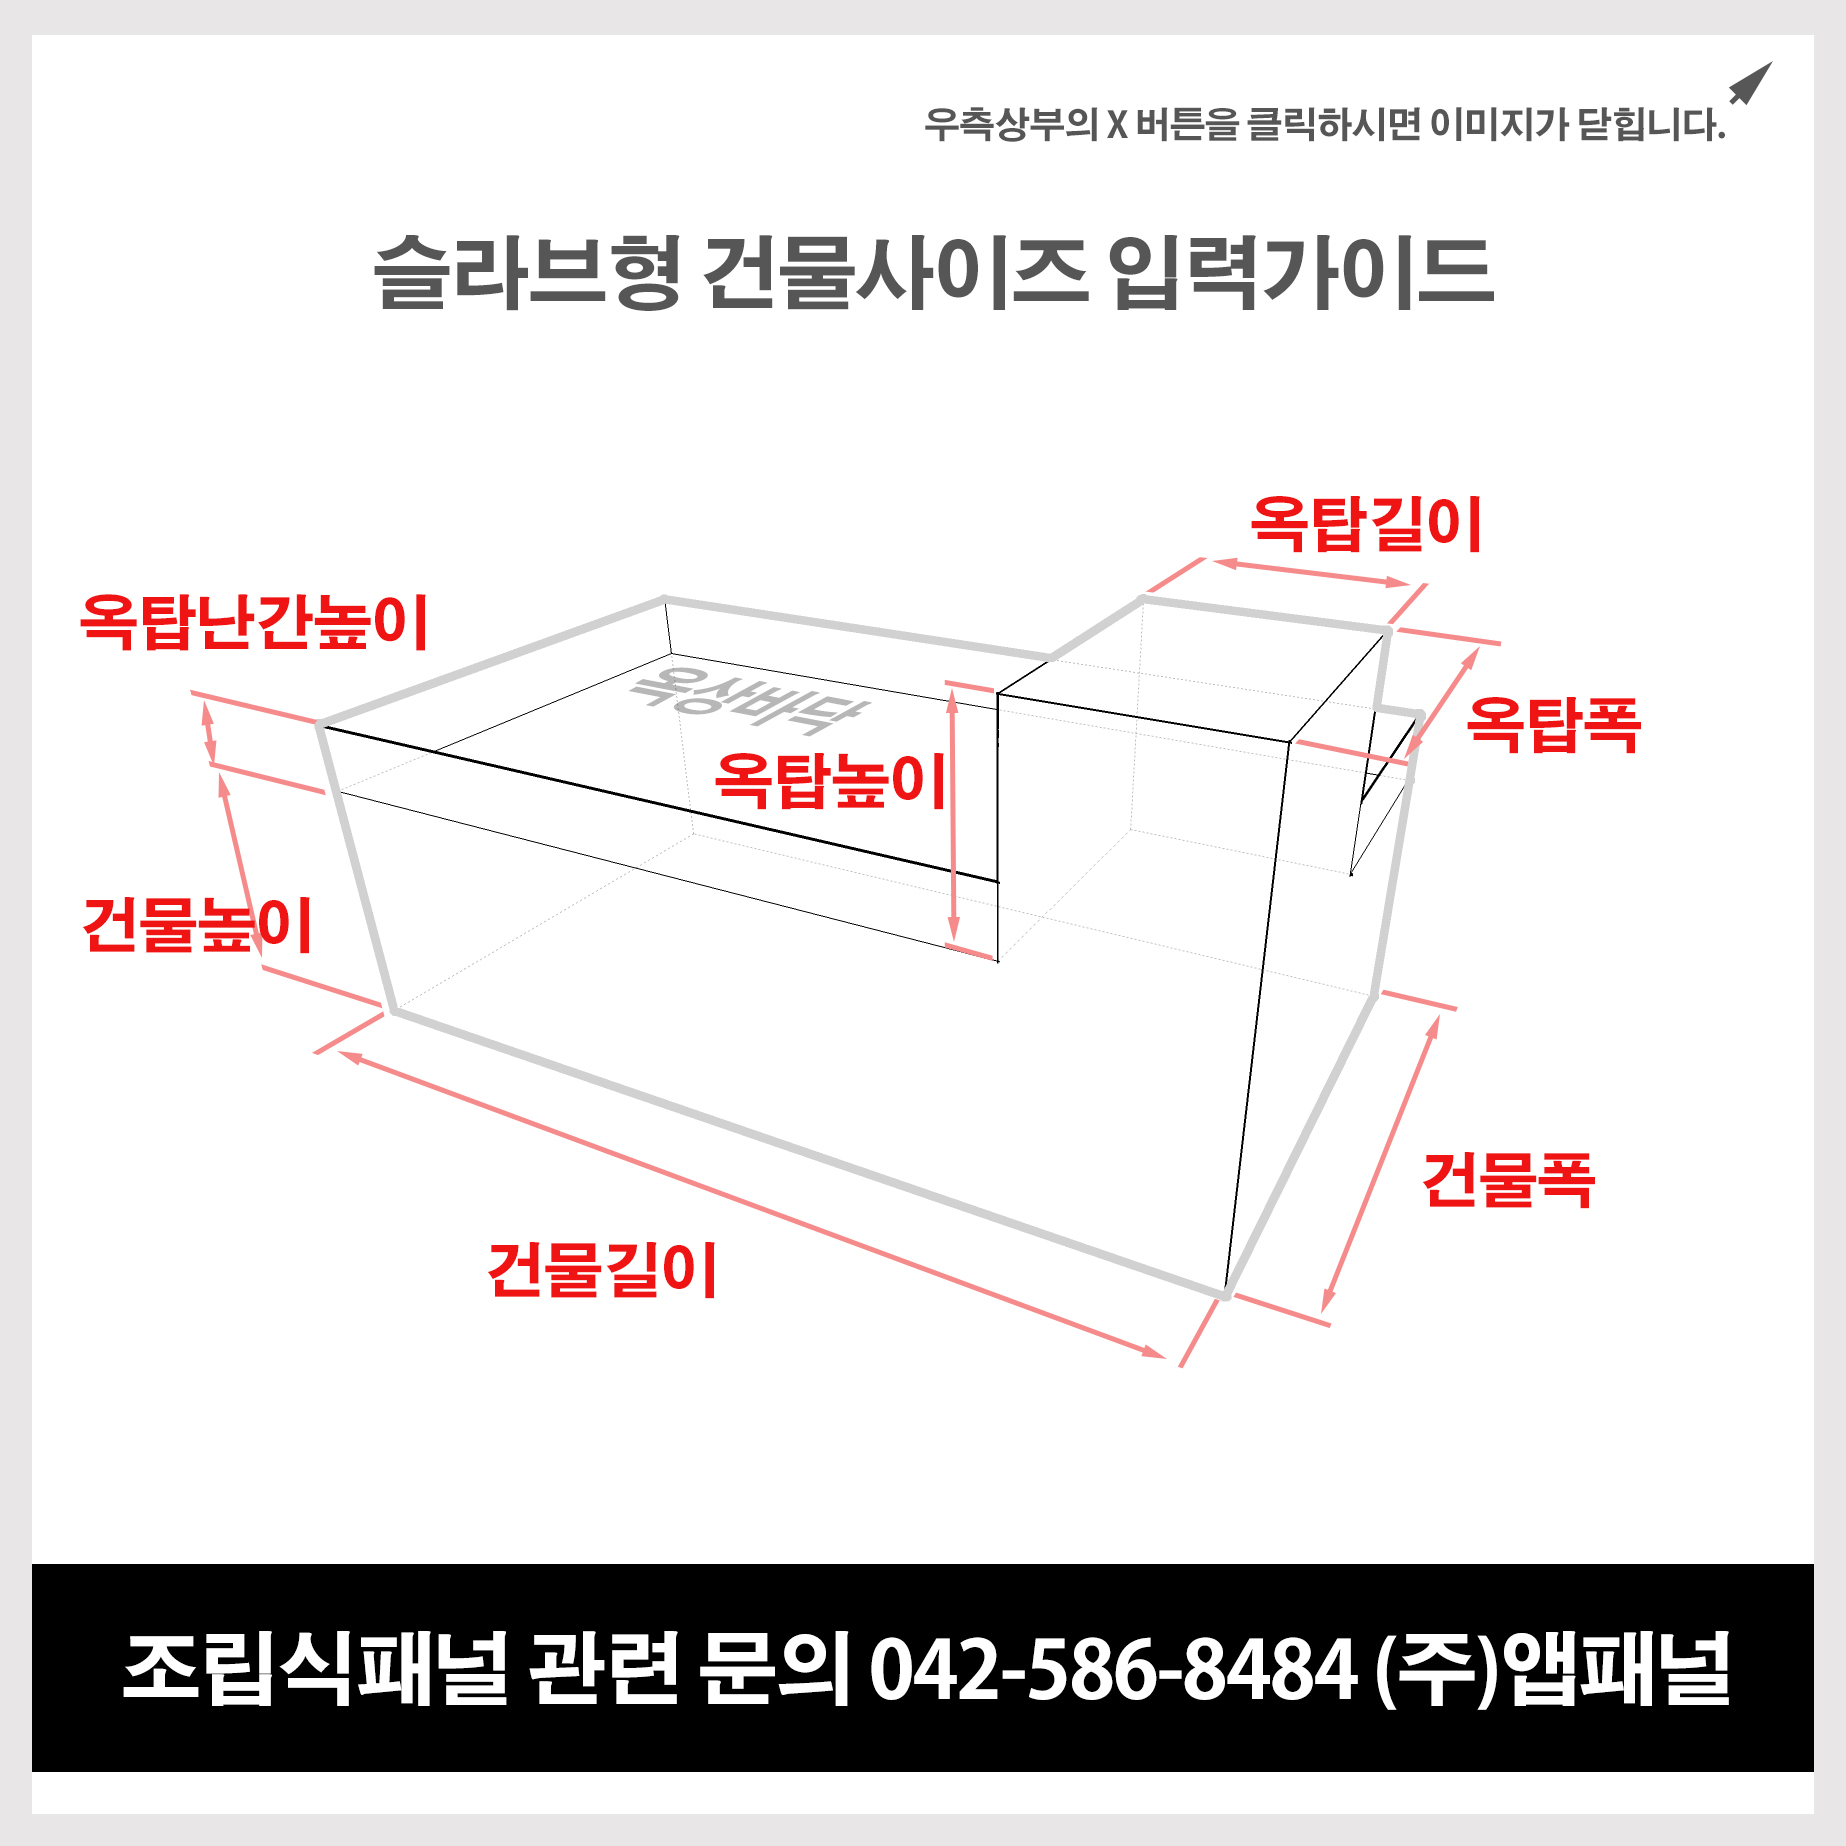 우측상부의 X 버튼을 클릭하시면 이미지가 닫힙니다.
슬라브형 건물사이즈 입력가이드
옥탑길이
옥탑난간높이
옥상바닥
옥탑폭
옥탑높이
건물높이
건물폭
건물길이
조립식패널 관련 문의 042-586-8484 (주)앱패널